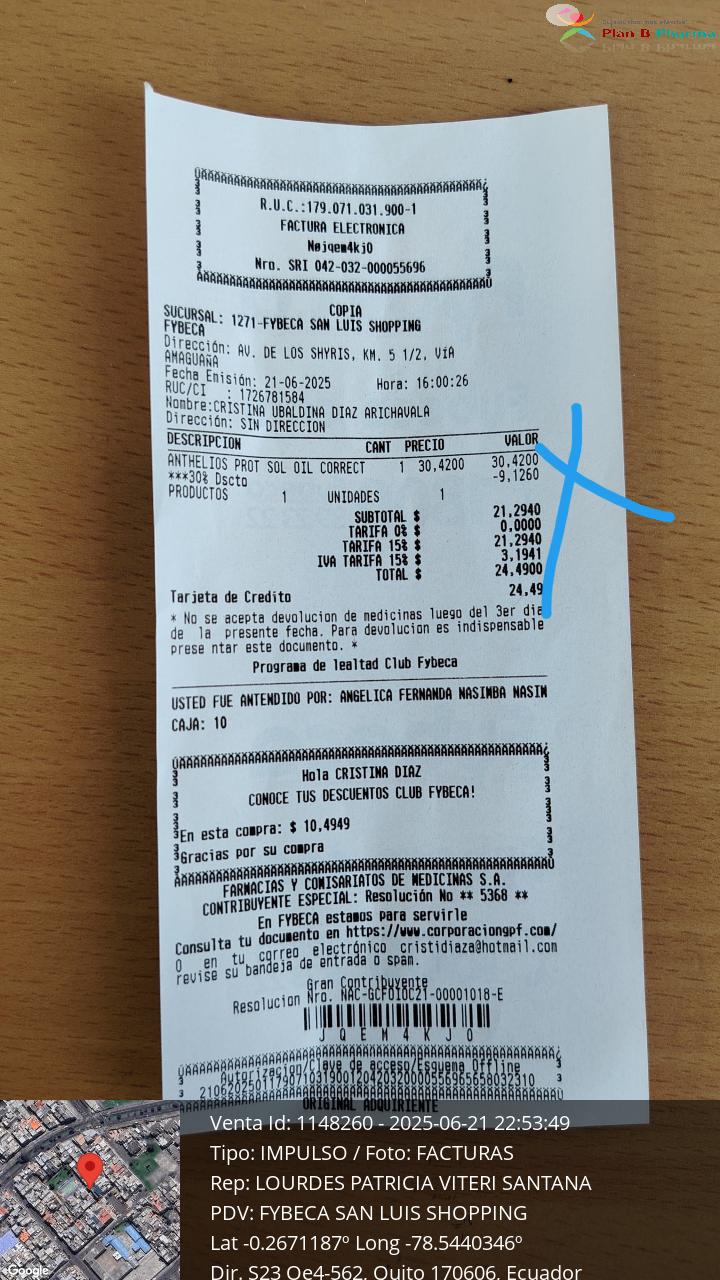 Plan B Pharma
R.U.C.:179.071.031.900-1
FACTURA ELECTRONICA
Nøjqem4kj0
Nro. SRI 042-032-000055696
COPIA
SUCURSAL: 1271-FYBECA SAN LUIS SHOPPING
FYBECA
Dirección: AV. DE LOS SHYRIS, KM. 5 1/2, VíA
AMAGUAÑA
Fecha Emisión: 21-06-2025 Hora: 16:00:26
RUC/CI : 1726781584
Nombre:CRISTINA UBALDINA DIAZ ARICHAVALA
Dirección: SIN DIRECCION
DESCRIPCION CANT PRECIO VALOR
ANTHELIOS PROT SOL OIL CORRECT 1 30,4200 30,4200
***30% Dscto -9,1260
PRODUCTOS 1 UNIDADES 1
SUBTOTAL $ 21,2940
TARIFA 0% $ 0,0000
TARIFA 15% $ 21,2940
IVA TARIFA 15% $ 3,1941
TOTAL $ 24,4900
Tarjeta de Credito 24,49
* No se acepta devolucion de medicinas luego del 3er dia
de la presente fecha. Para devolucion es indispensable
prese ntar este documento. *
Programa de lealtad Club Fybeca
USTED FUE ANTENDIDO POR: ANGELICA FERNANDA NASIMBA NASIM
CAJA: 10
Hola CRISTINA DIAZ
CONOCE TUS DESCUENTOS CLUB FYBECA!
En esta compra: $ 10,4949
Gracias por su compra
FARMACIAS Y COMISARIATOS DE MEDICINAS S.A.
CONTRIBUYENTE ESPECIAL: Resolución No ** 5368 **
En FYBECA estamos para servirle
Consulta tu documento en https://www.corporaciongpf.com/
O en tu correo electrónico cristidiaza@hotmail.com
revise su bandeja de entrada o spam.
Gran Contribuyente
Resolucion Nro. NAC-GCFOIOC21-00001018-E
J Q E M 4 K J 0
Autorizacion/Clave de acceso/Esquema Offline
ORIGINAL ADQUIRIENTE
Venta Id: 1148260 - 2025-06-21 22:53:49
Tipo: IMPULSO / Foto: FACTURAS
Rep: LOURDES PATRICIA VITERI SANTANA
PDV: FYBECA SAN LUIS SHOPPING
Lat -0.2671187º Long -78.5440346º
Dir. S23 Oe4-562, Quito 170606, Ecuador
Google